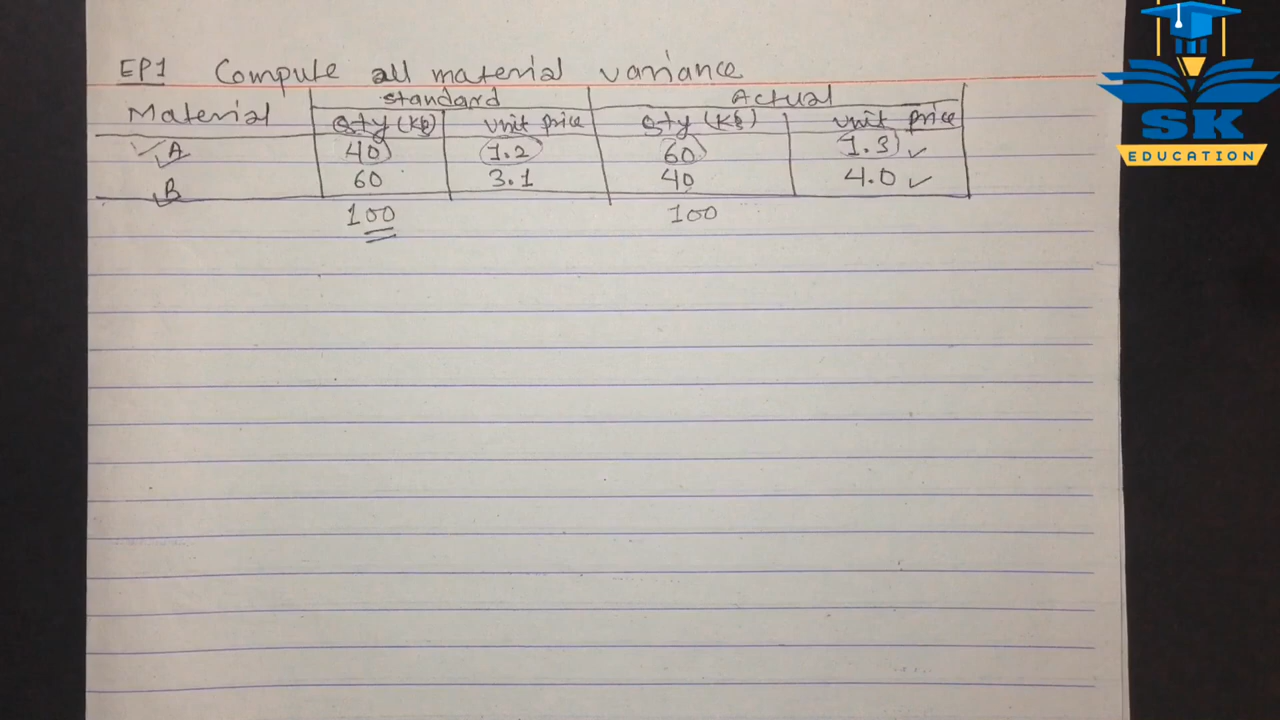 EP1 Compute all material variance
Material Standard Actual
Qty (Kg) Unit price Qty (Kg) Unit price
A 40 1.2 60 1.3
B 60 3.1 40 4.0
100 100
SK
EDUCATION